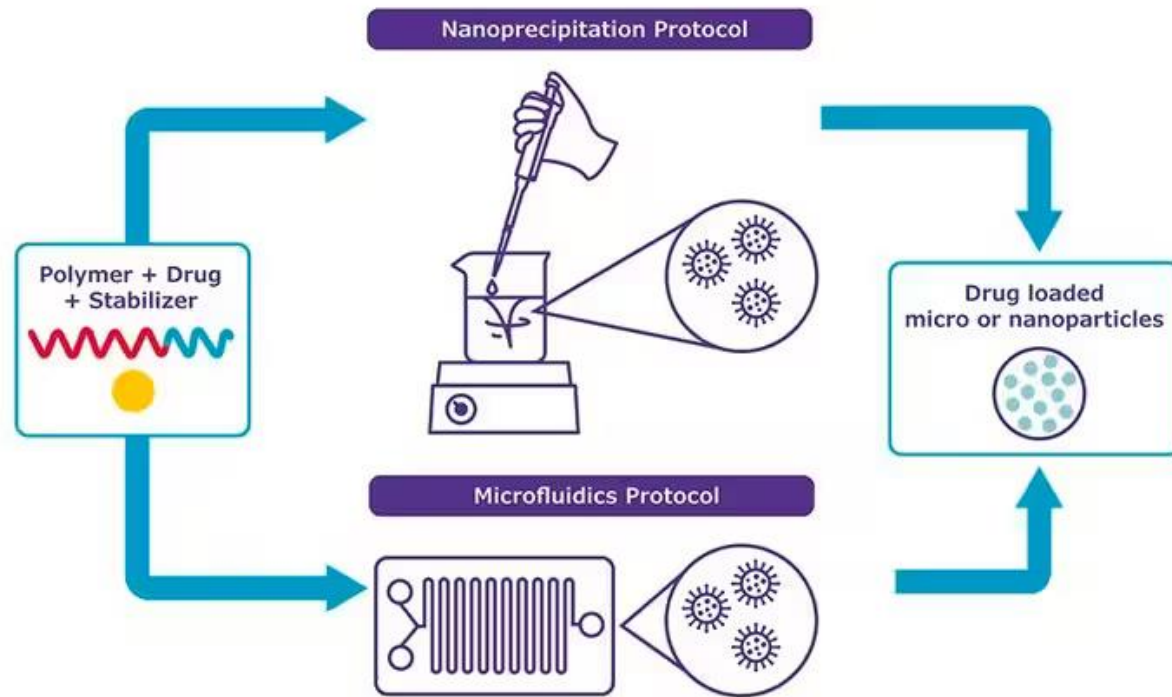 Nanoprecipitation Protocol
Polymer + Drug
+ Stabilizer
Drug loaded
micro or nanoparticles
Microfluidics Protocol